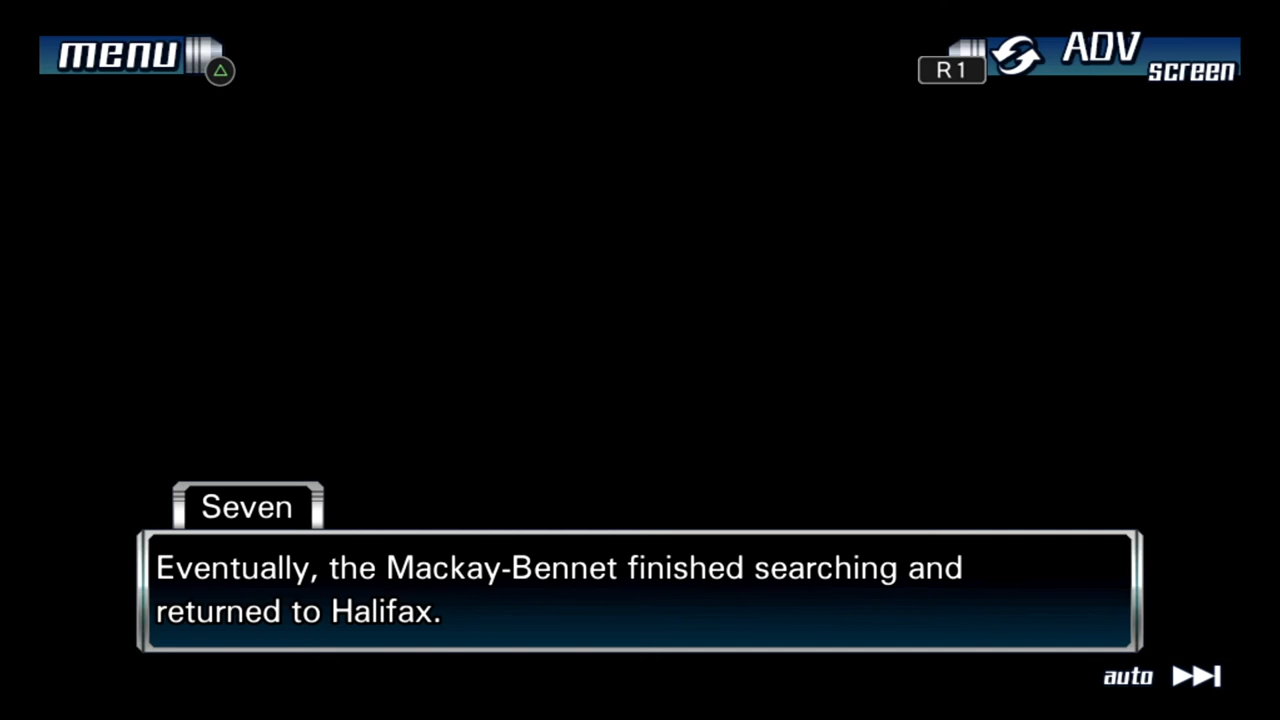 menu
R1
ADV
screen
Seven
Eventually, the Mackay-Bennet finished searching and
returned to Halifax.
auto